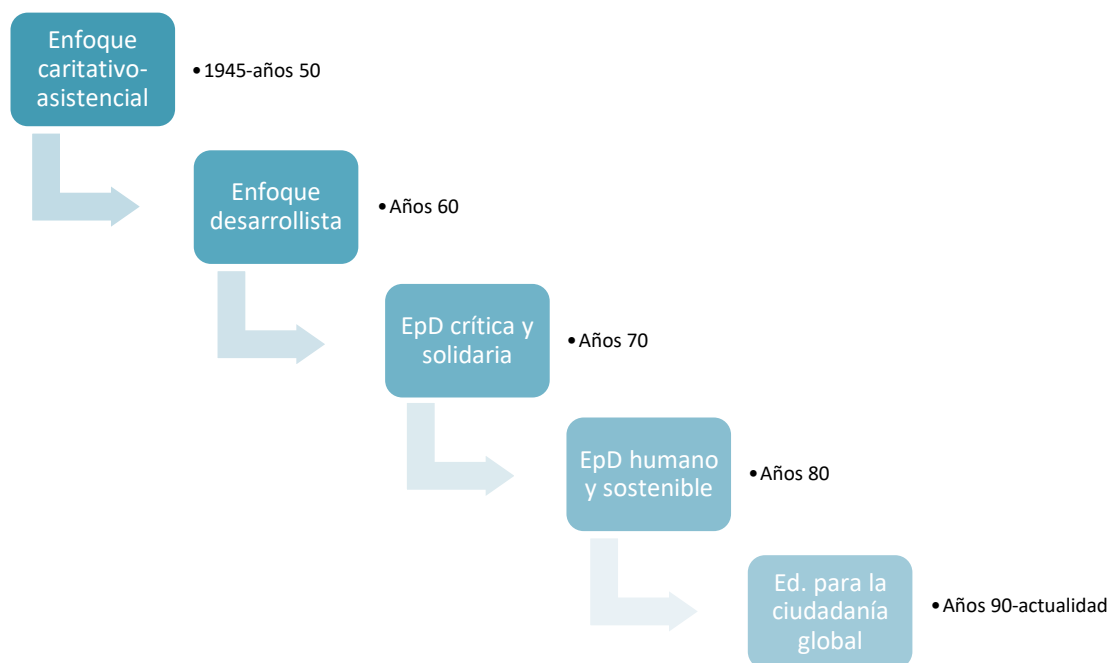 Enfoque
caritativo-
asistencial
•1945-años 50
Enfoque
desarrollista
•Años 60
EpD crítica y
solidaria
•Años 70
EpD humano
y sostenible
•Años 80
Ed. para la
ciudadanía
global
•Años 90-actualidad